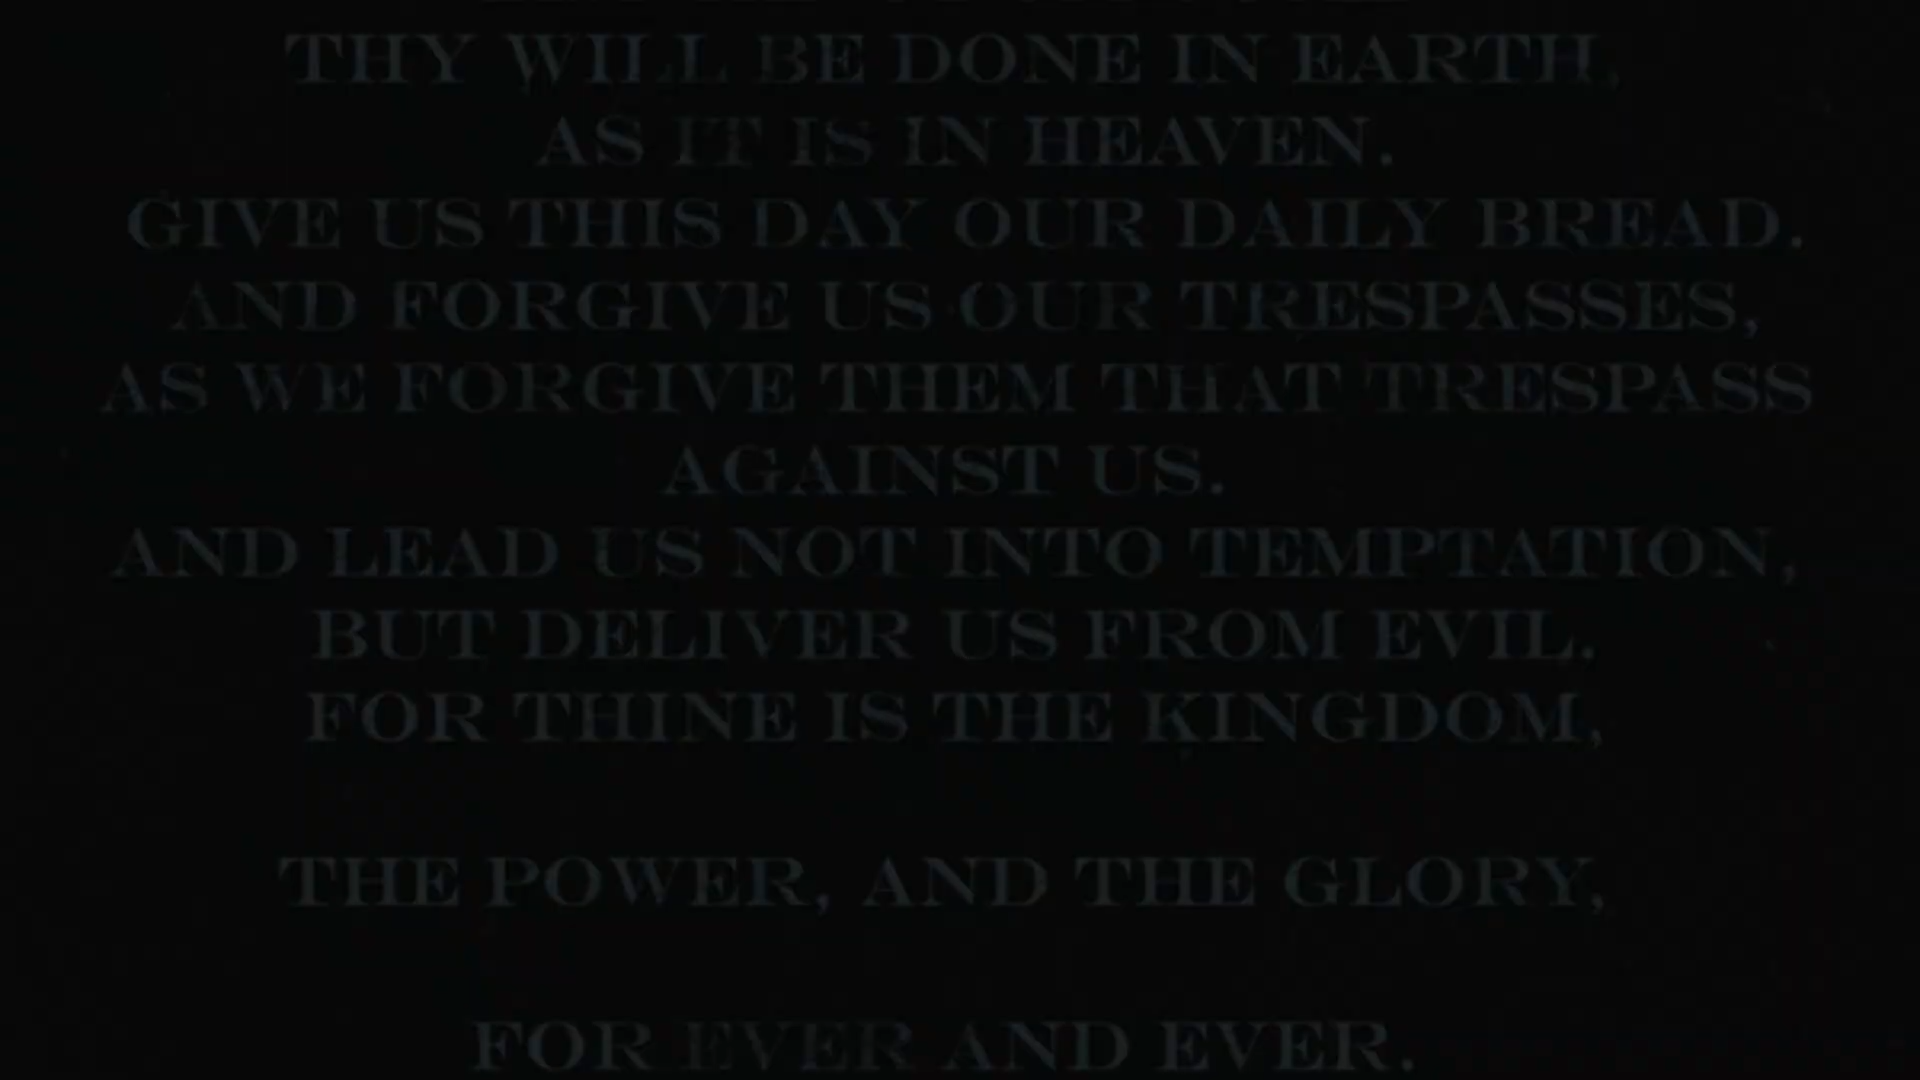 THY WILL BE DONE IN EARTH,
AS IT IS IN HEAVEN.
GIVE US THIS DAY OUR DAILY BREAD.
AND FORGIVE US OUR TRESPASSES,
AS WE FORGIVE THEM THAT TRESPASS
AGAINST US.
AND LEAD US NOT INTO TEMPTATION,
BUT DELIVER US FROM EVIL.
FOR THINE IS THE KINGDOM,
THE POWER, AND THE GLORY,
FOR EVER AND EVER.